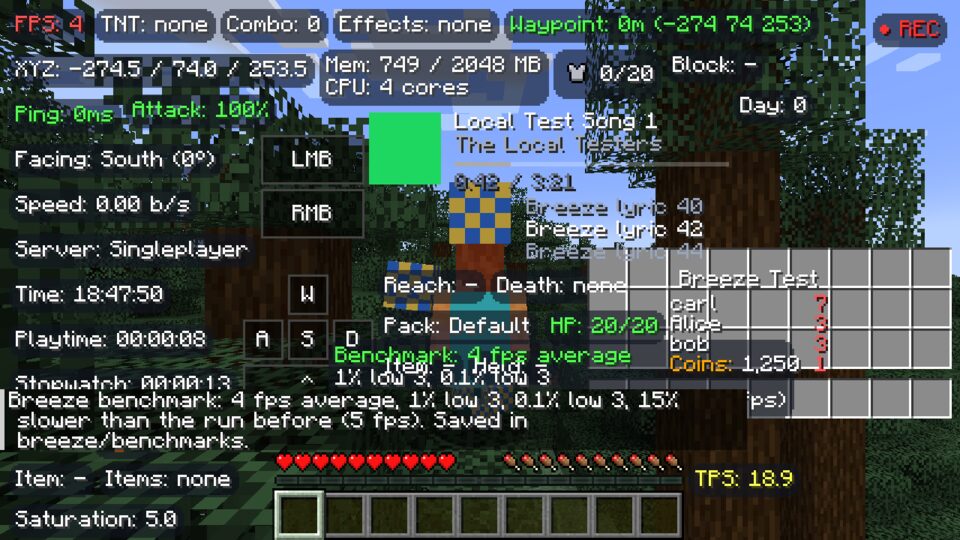 FPS: 4 TNT: none Combo: 0 Effects: none Waypoint: 0m (-274 74 253) REC
XYZ: -274.5 / 74.0 / 253.5 Mem: 749 / 2048 MB 0/20 Block: -
CPU: 4 cores
Ping: 0ms Attack: 100% Day: 0
Local Test Song 1
The Local Testers
Facing: South (0°) LMB
0:42 / 3:21
Speed: 0.00 b/s RMB Breeze lyric 40
Breeze lyric 42
Server: Singleplayer Breeze lyric 44
Breeze Test
Time: 18:47:50 W Reach: - Death: none
carl 7
Alice 3
Playtime: 00:00:08 A S D Pack: Default HP: 20/20
bob 3
Benchmark: 4 fps average
Coins: 1,250 1
Item: - Held: -
1% low 3, 0.1% low 3
Stopwatch: 00:00:13
Breeze benchmark: 4 fps average, 1% low 3, 0.1% low 3, 15% fps)
slower than the run before (5 fps). Saved in
breeze/benchmarks.
Item: - Items: none TPS: 18.9
Saturation: 5.0